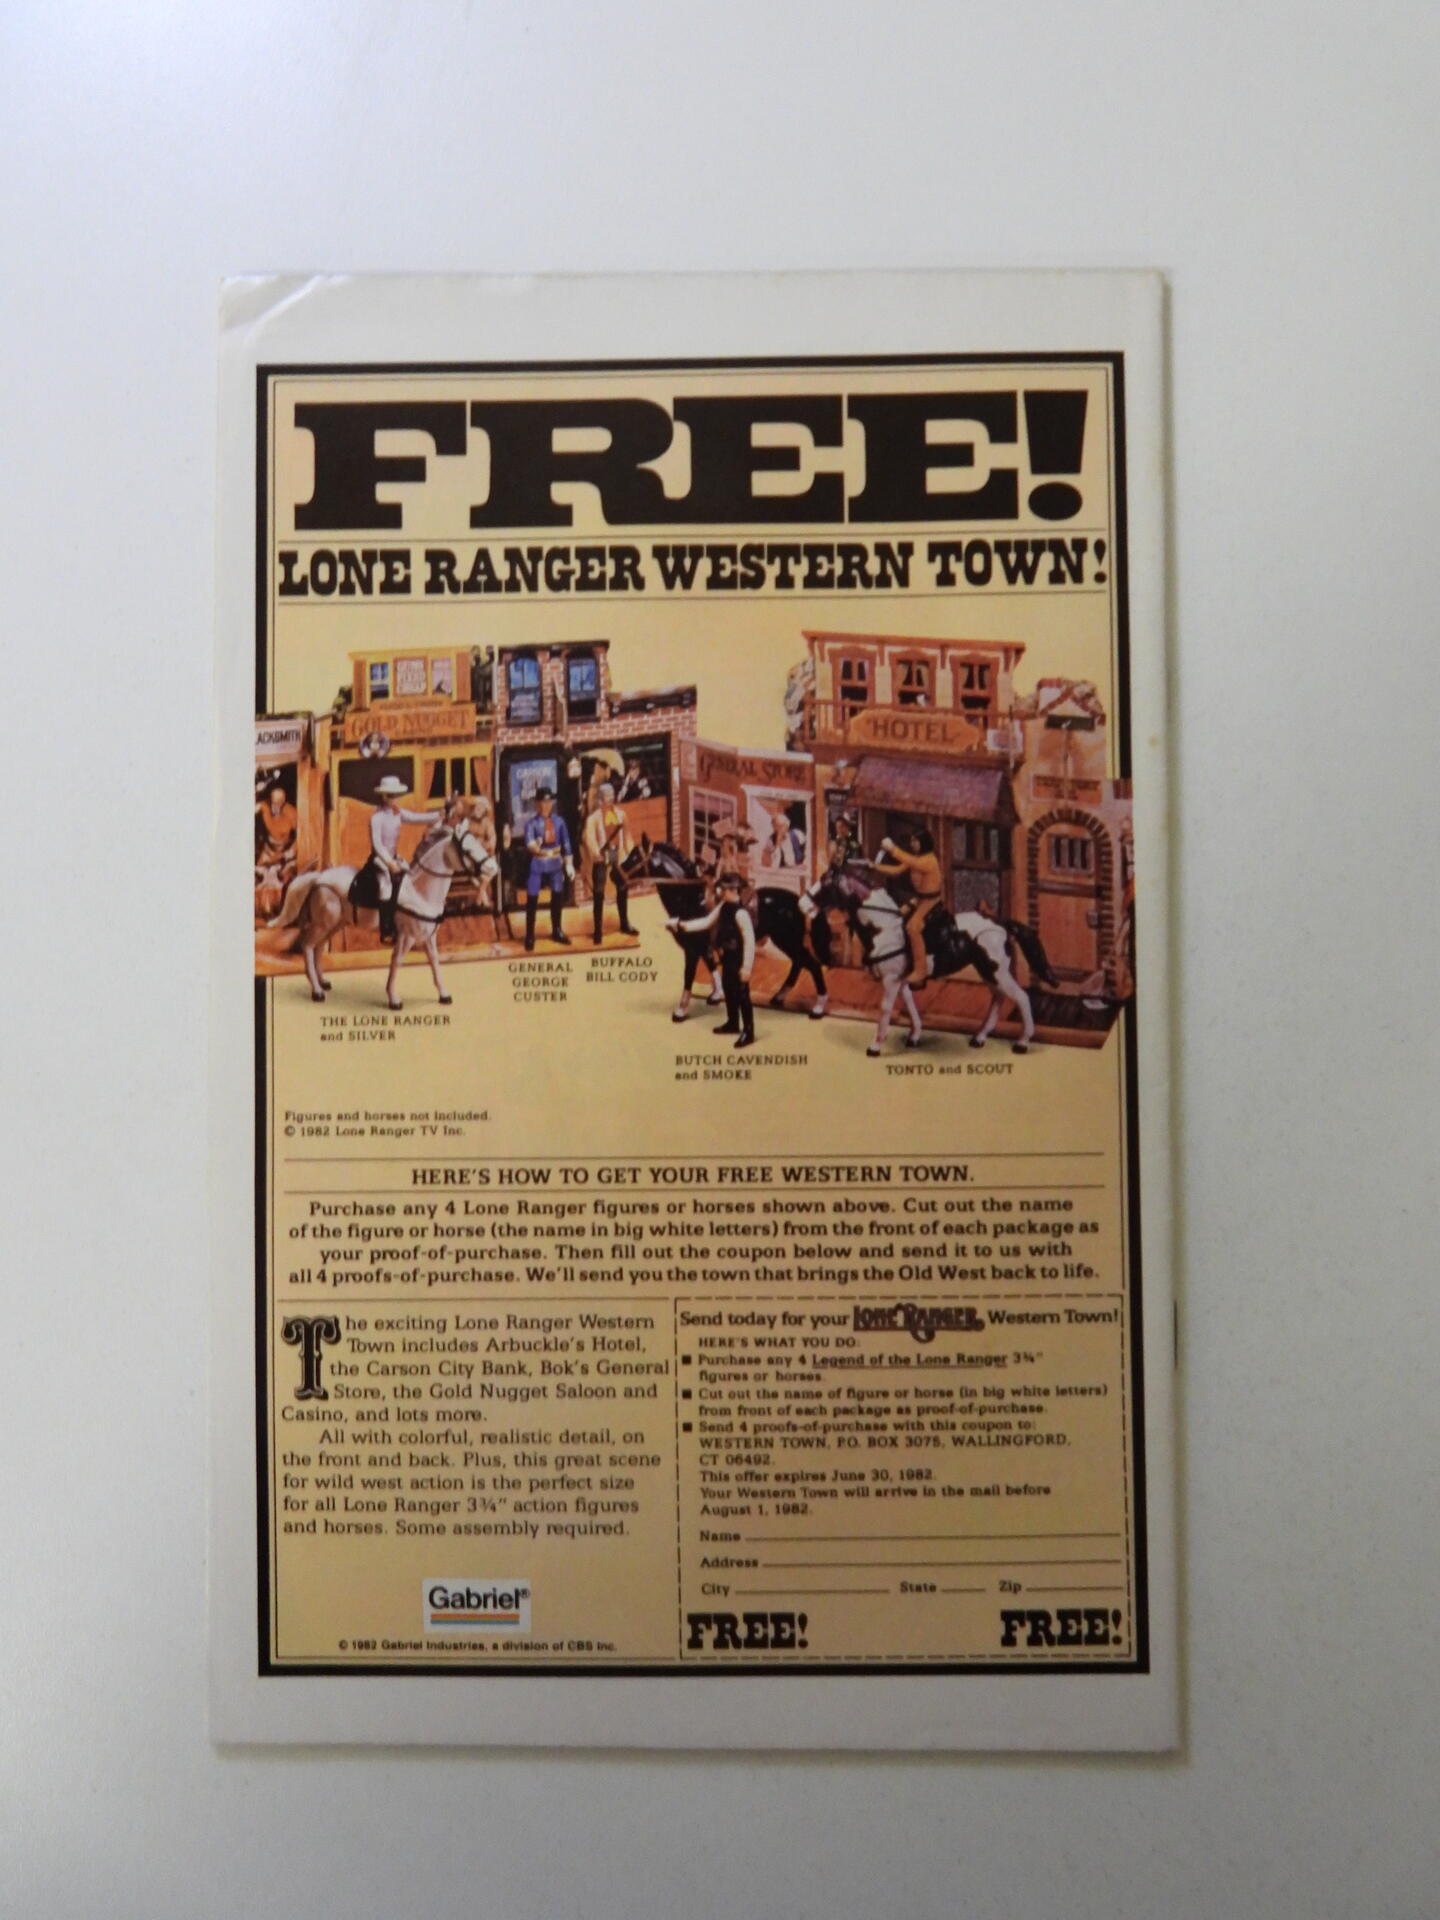 FREE!
LONE RANGER WESTERN TOWN!
ACKSMITH
GOLD NUGGET
CARSON
CITY
GENERAL STORE
HOTEL
THE LONE RANGER
and SILVER
GENERAL
GEORGE
CUSTER
BUFFALO
BILL CODY
BUTCH CAVENDISH
and SMOKE
TONTO and SCOUT
Figures and horses not included.
© 1982 Lone Ranger TV Inc.
HERE'S HOW TO GET YOUR FREE WESTERN TOWN.
Purchase any 4 Lone Ranger figures or horses shown above. Cut out the name
of the figure or horse (the name in big white letters) from the front of each package as
your proof-of-purchase. Then fill out the coupon below and send it to us with
all 4 proofs-of-purchase. We'll send you the town that brings the Old West back to life.
The exciting Lone Ranger Western
Town includes Arbuckle's Hotel,
the Carson City Bank, Bok's General
Store, the Gold Nugget Saloon and
Casino, and lots more.
All with colorful, realistic detail, on
the front and back. Plus, this great scene
for wild west action is the perfect size
for all Lone Ranger 3¾" action figures
and horses. Some assembly required.
Gabriel®
© 1982 Gabriel Industries, a division of CBS Inc.
Send today for your LONE RANGER Western Town!
HERE'S WHAT YOU DO:
■ Purchase any 4 Legend of the Lone Ranger 3¾"
figures or horses.
■ Cut out the name of figure or horse (in big white letters)
from front of each package as proof-of-purchase.
■ Send 4 proofs-of-purchase with this coupon to:
WESTERN TOWN, P.O. BOX 3075, WALLINGFORD,
CT 06492.
This offer expires June 30, 1982.
Your Western Town will arrive in the mail before
August 1, 1982.
Name
Address
City State Zip
FREE! FREE!